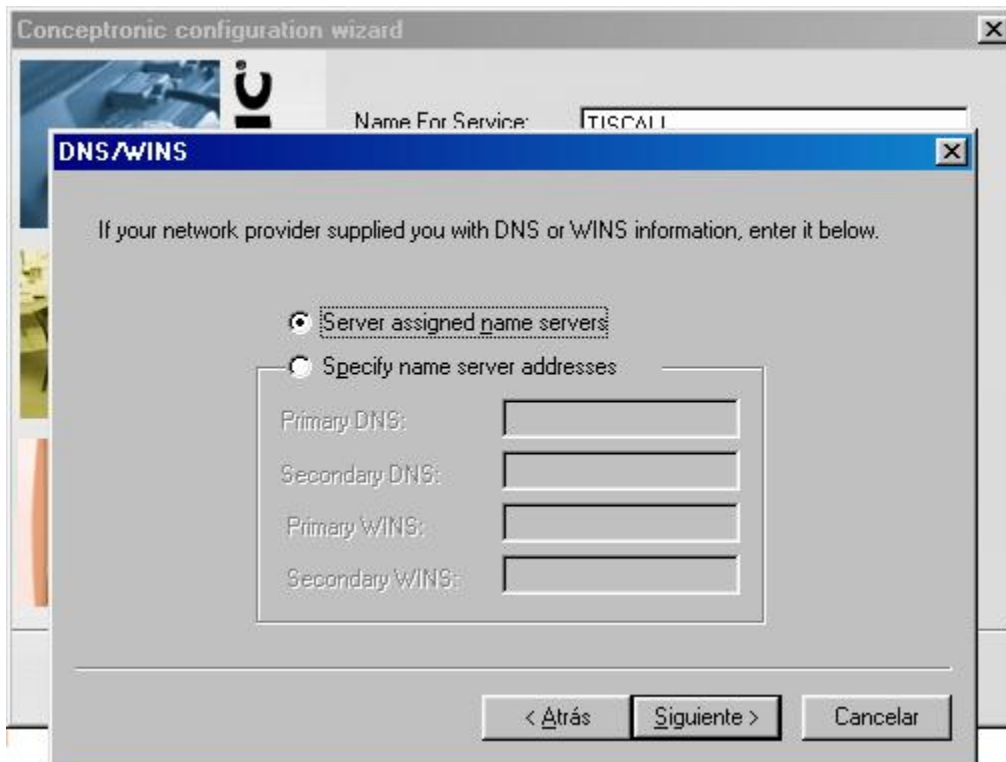 Conceptronic configuration wizard
Name For Service: TISCALI
DNS/WINS
If your network provider supplied you with DNS or WINS information, enter it below.
Server assigned name servers
Specify name server addresses
Primary DNS:
Secondary DNS:
Primary WINS:
Secondary WINS:
< Atrás
Siguiente >
Cancelar